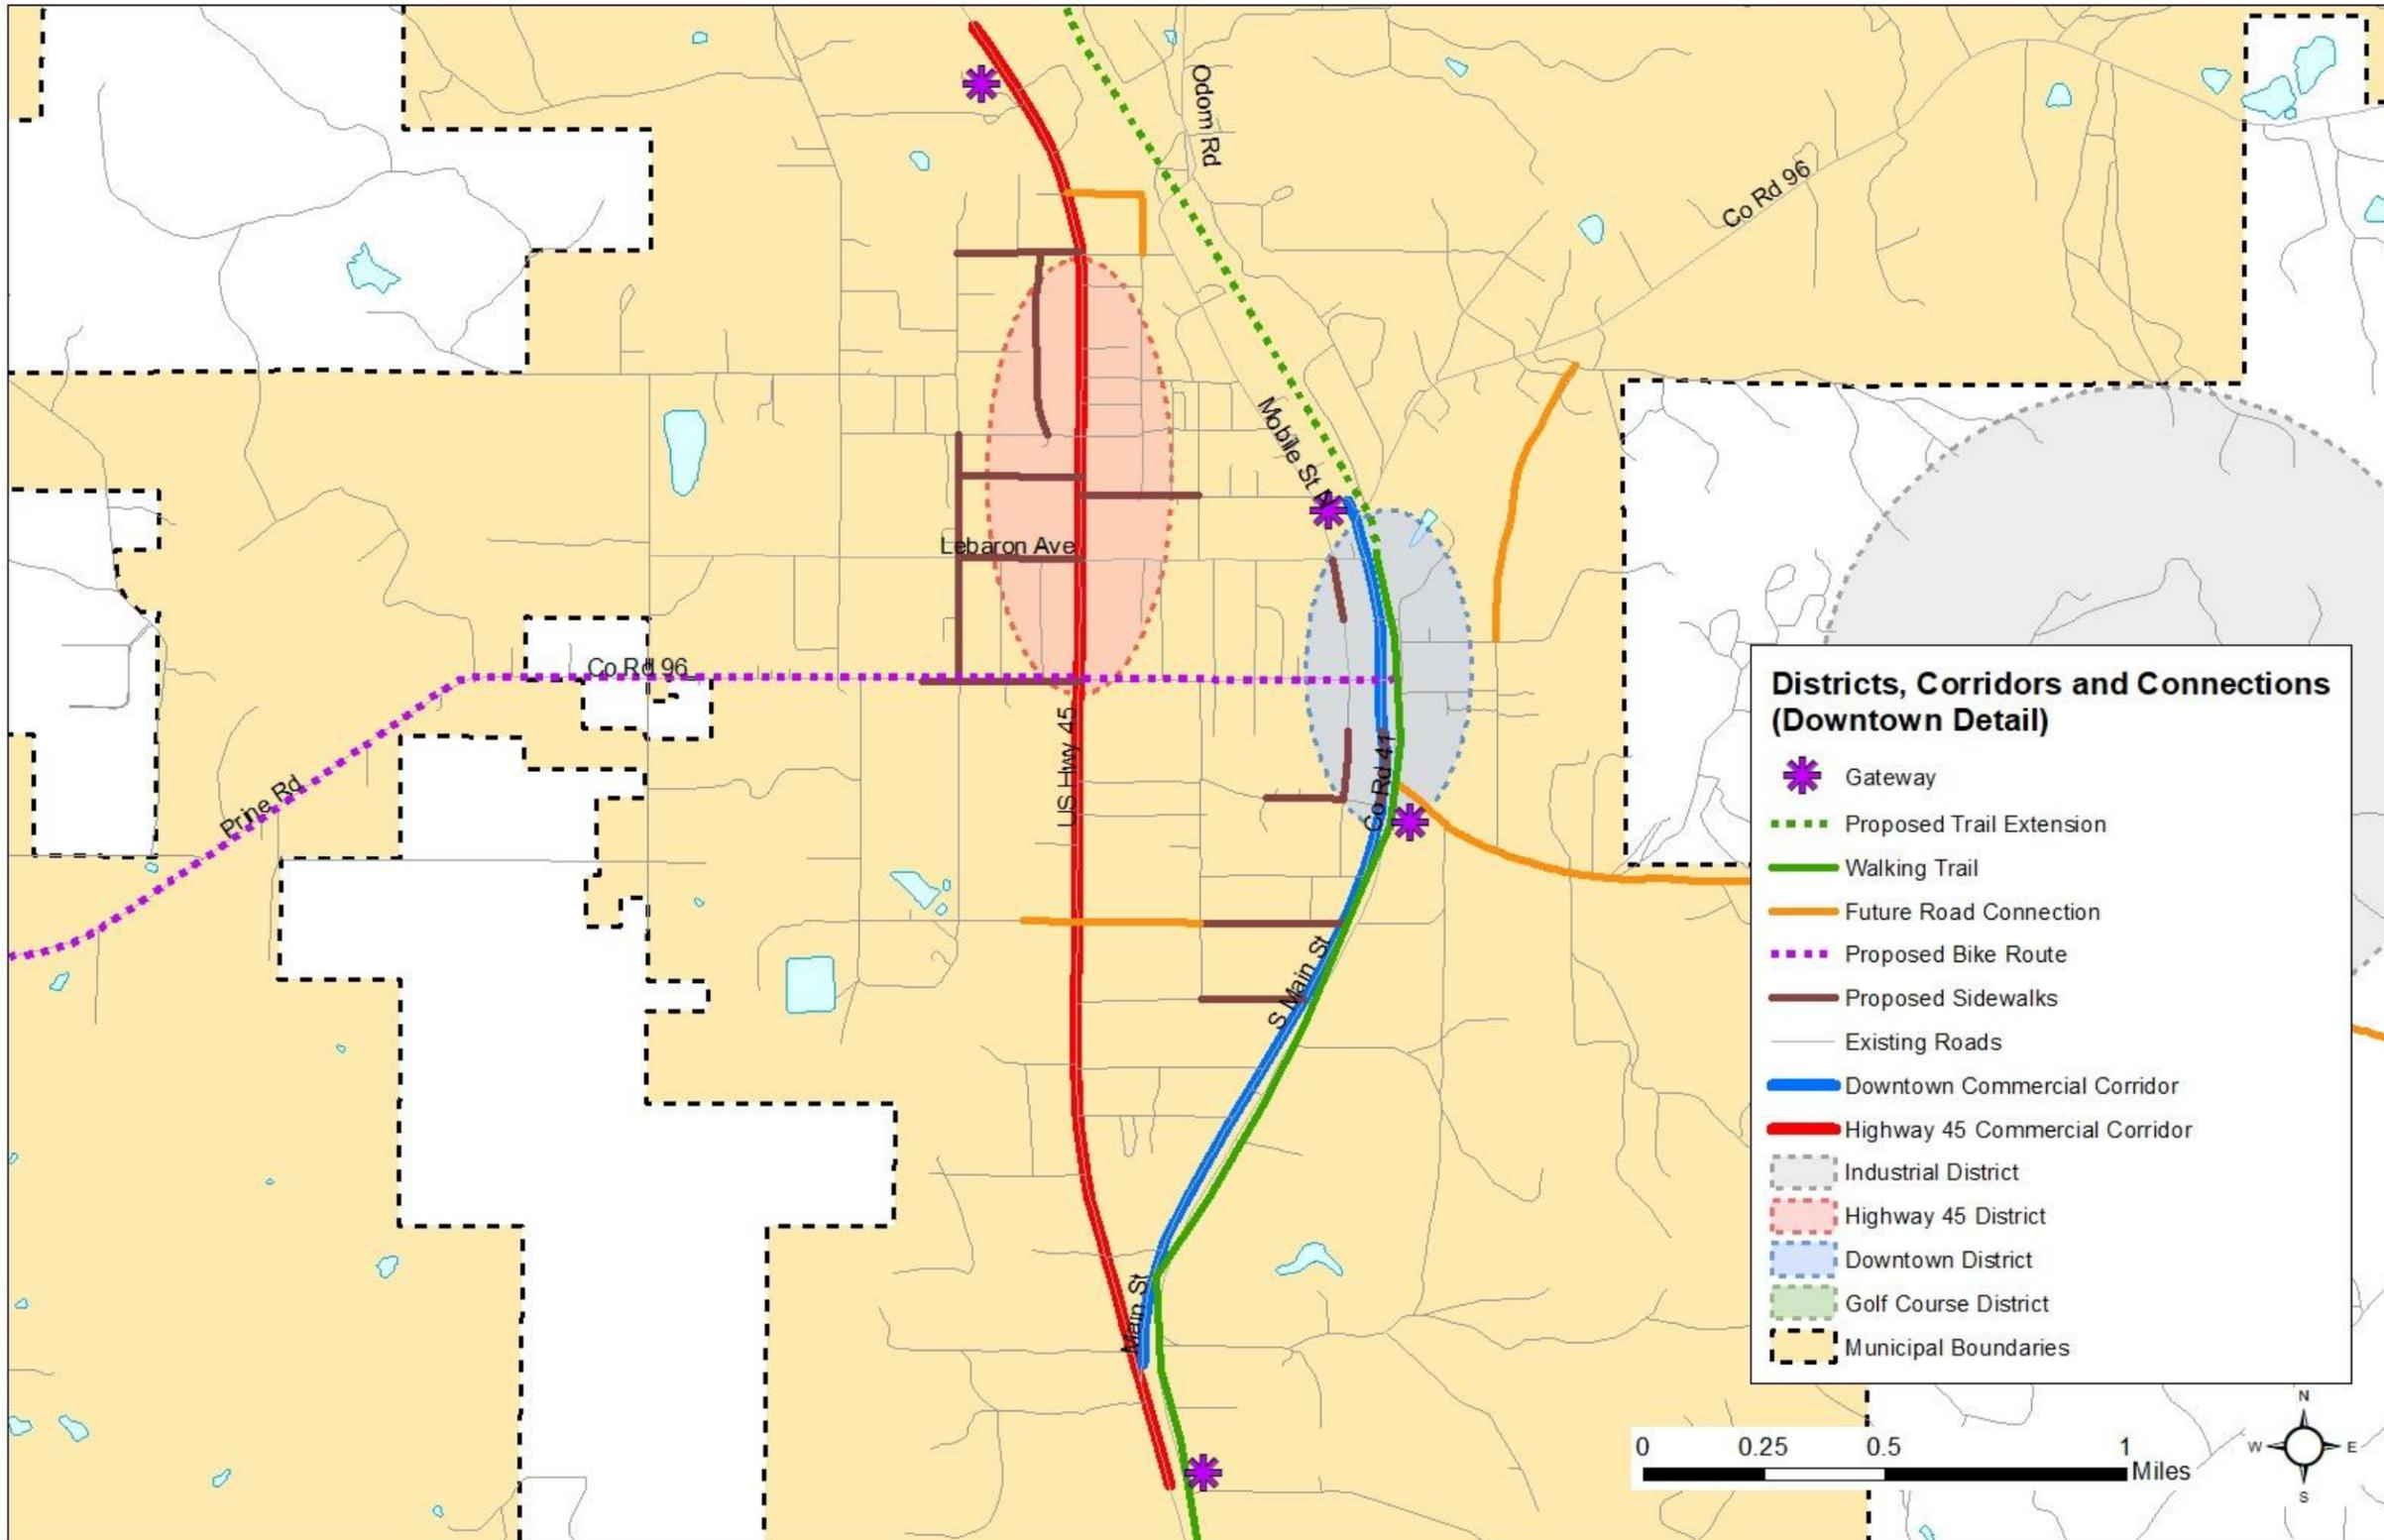 Odom Rd
Co Rd 96
Mobile St N
Lebaron Ave
Co Rd 96
US Hwy 45
Co Rd 41
Prine Rd
S Main St
Main St
Districts, Corridors and Connections
(Downtown Detail)
Gateway
Proposed Trail Extension
Walking Trail
Future Road Connection
Proposed Bike Route
Proposed Sidewalks
Existing Roads
Downtown Commercial Corridor
Highway 45 Commercial Corridor
Industrial District
Highway 45 District
Downtown District
Golf Course District
Municipal Boundaries
0 0.25 0.5 1
Miles
N
W E
S